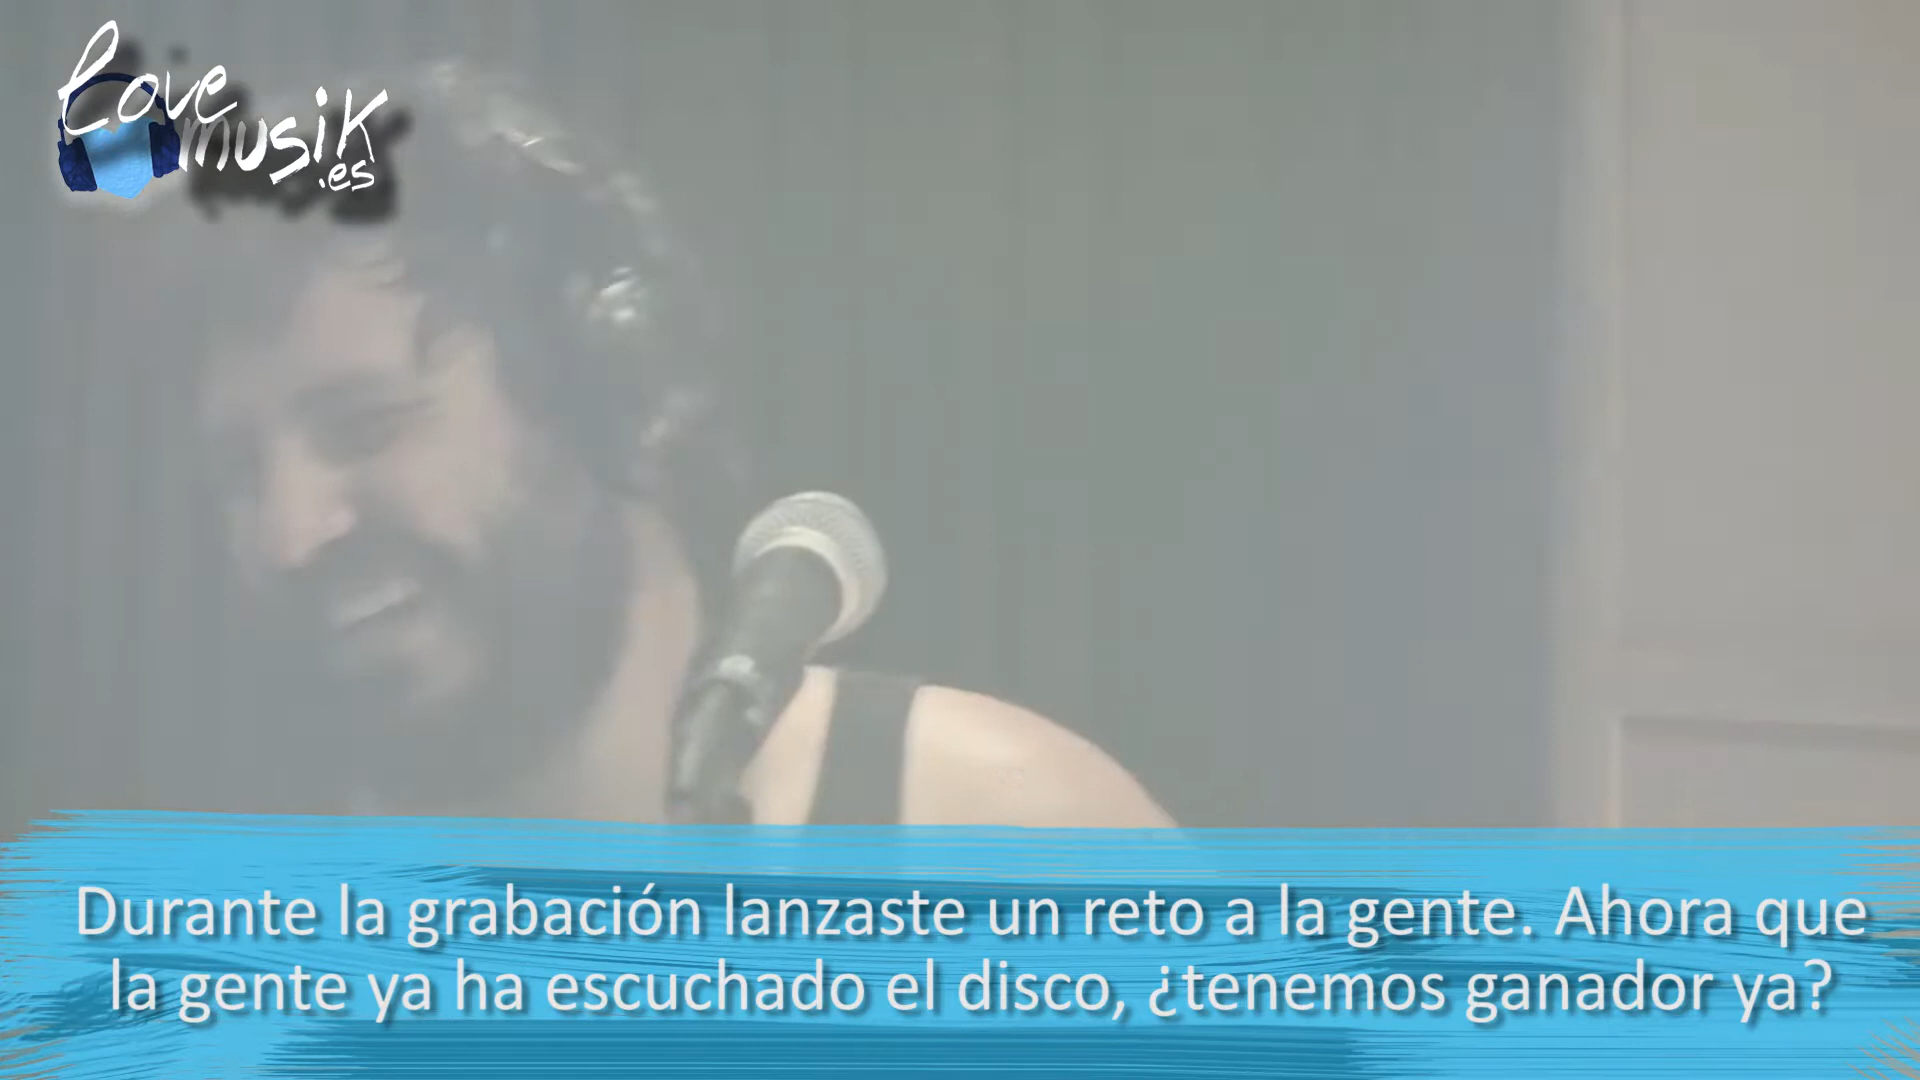 love
musik
.es
Durante la grabación lanzaste un reto a la gente. Ahora que
la gente ya ha escuchado el disco, ¿tenemos ganador ya?